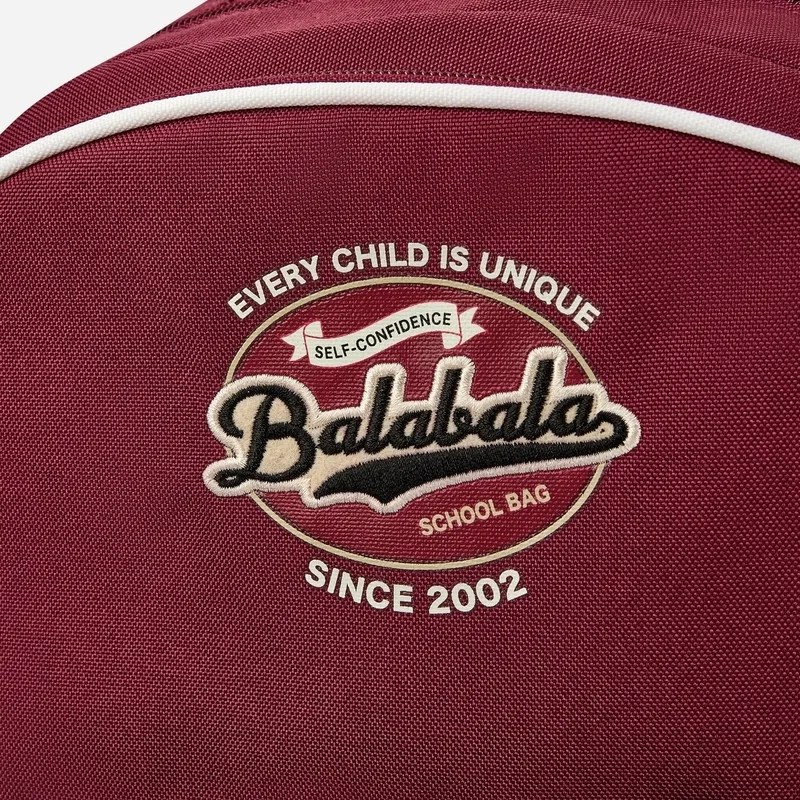 EVERY CHILD IS UNIQUE
SELF-CONFIDENCE
Balabala
SCHOOL BAG
SINCE 2002